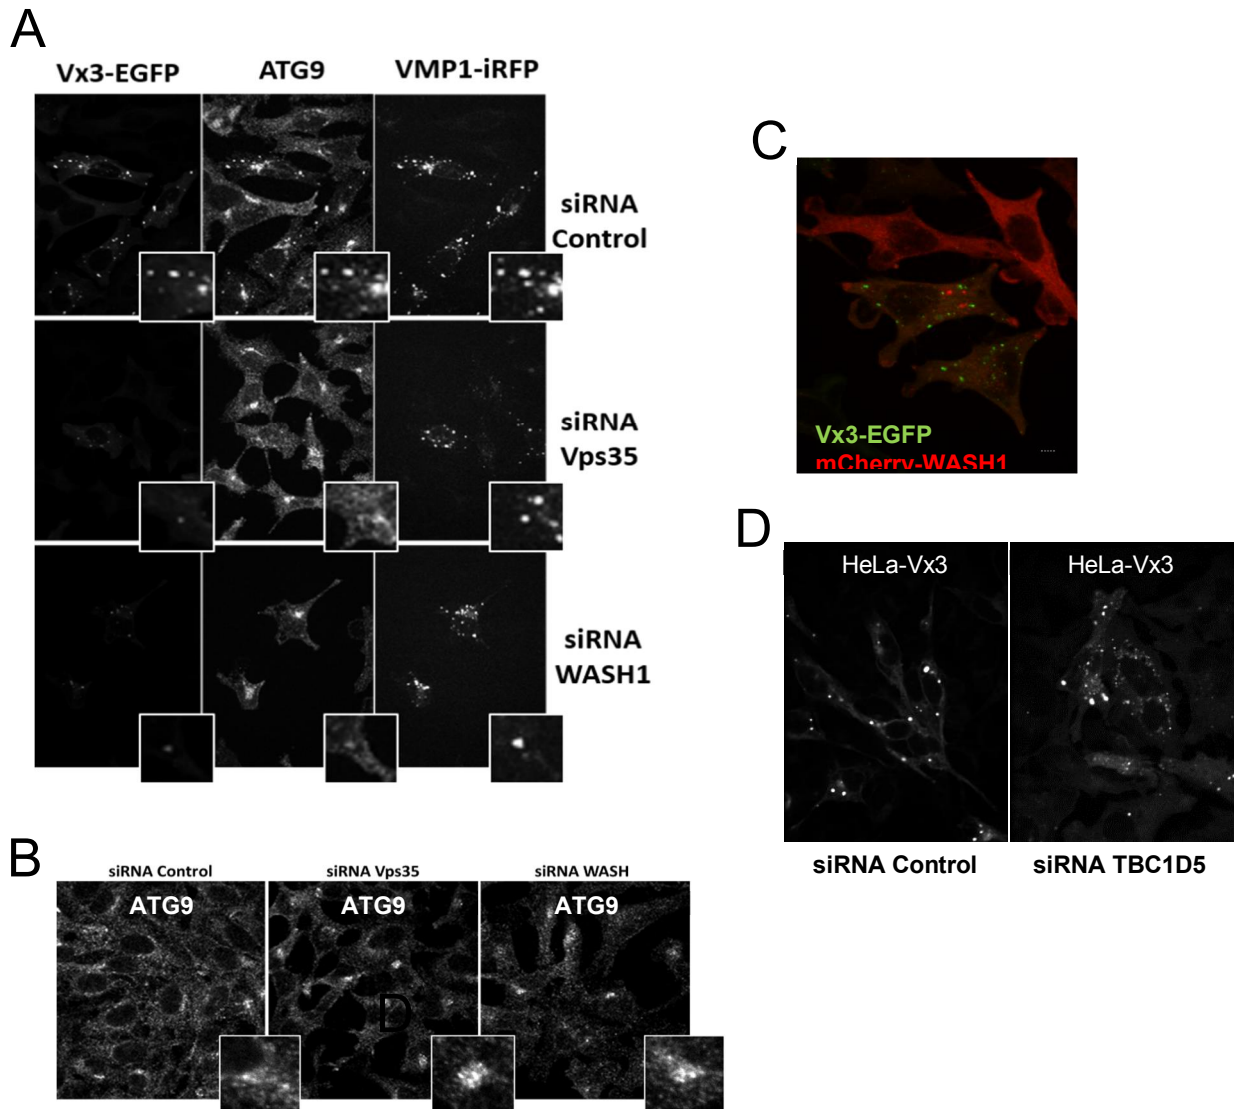 A
Vx3-EGFP ATG9 VMP1-iRFP
siRNA
Control
siRNA
Vps35
siRNA
WASH1
B
siRNA Control siRNA Vps35 siRNA WASH
ATG9 ATG9 ATG9
D
C
Vx3-EGFP
mCherry-WASH1
D
HeLa-Vx3 HeLa-Vx3
siRNA Control siRNA TBC1D5